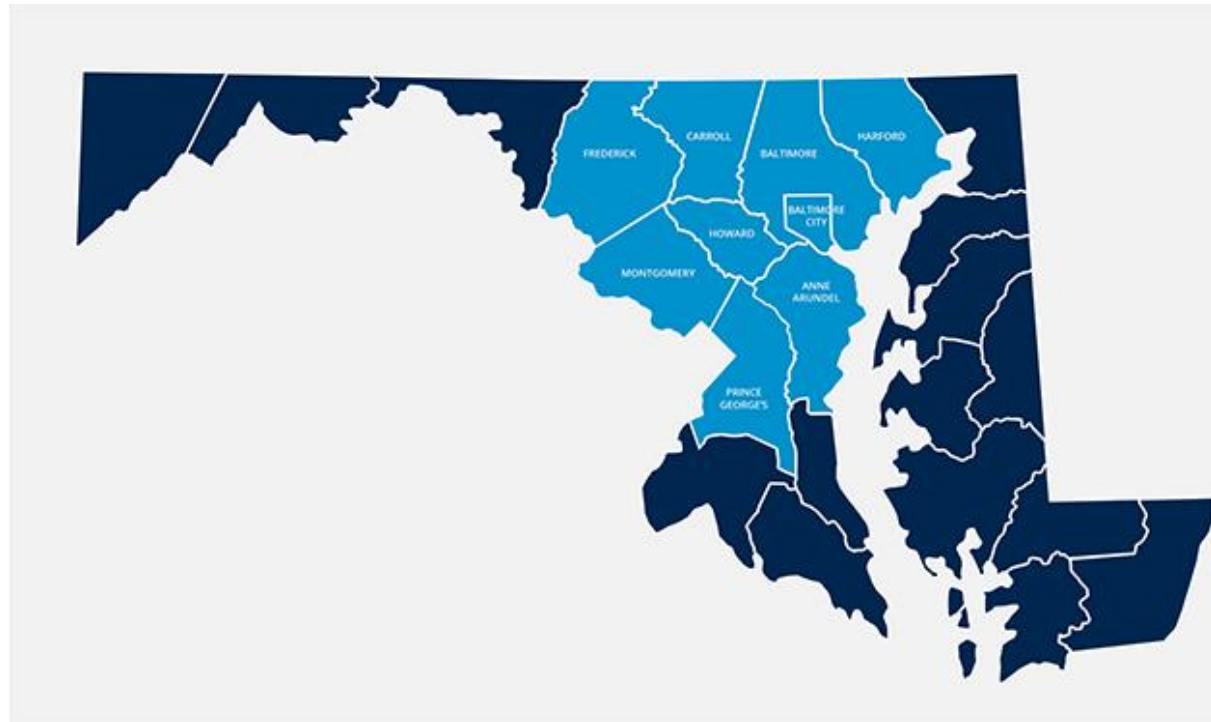 FREDERICK
CARROLL
BALTIMORE
HARFORD
BALTIMORE
CITY
HOWARD
MONTGOMERY
ANNE
ARUNDEL
PRINCE
GEORGE'S